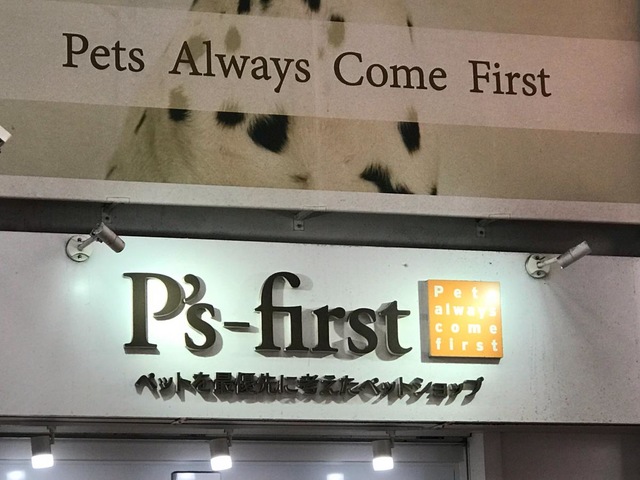 Pets Always Come First
P's-first
Pets
always
come
first
ペットを最優先に考えたペットショップ